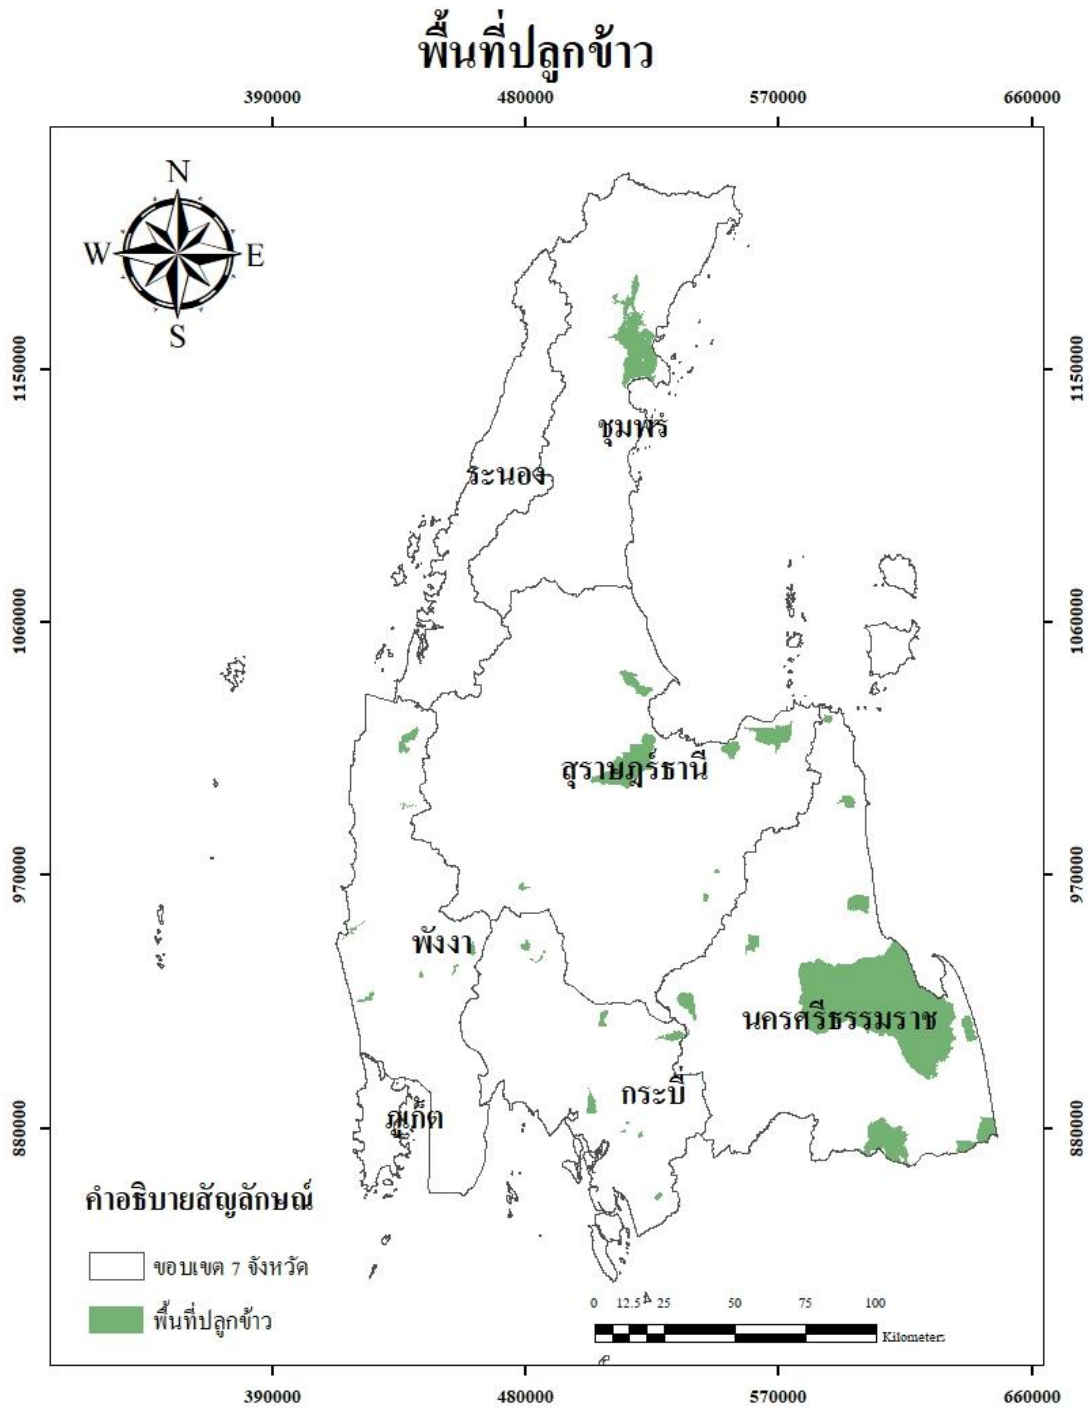 พื้นที่ปลูกข้าว
390000 480000 570000 660000
N
W E
S
1150000 1150000
ชุมพร
ระนอง
1060000 1060000
สุราษฎร์ธานี
970000 970000
พังงา
นครศรีธรรมราช
กระบี่
ภูเก็ต
880000 880000
คำอธิบายสัญลักษณ์
ขอบเขต 7 จังหวัด
พื้นที่ปลูกข้าว
0 12.5 25 50 75 100
Kilometers
390000 480000 570000 660000